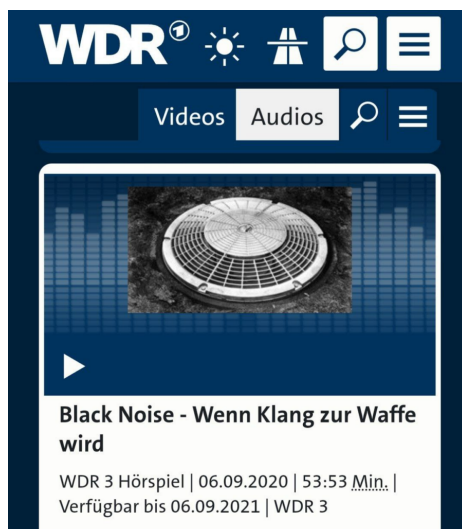 WDR®
Videos Audios
Black Noise - Wenn Klang zur Waffe
wird
WDR 3 Hörspiel | 06.09.2020 | 53:53 Min. |
Verfügbar bis 06.09.2021 | WDR 3